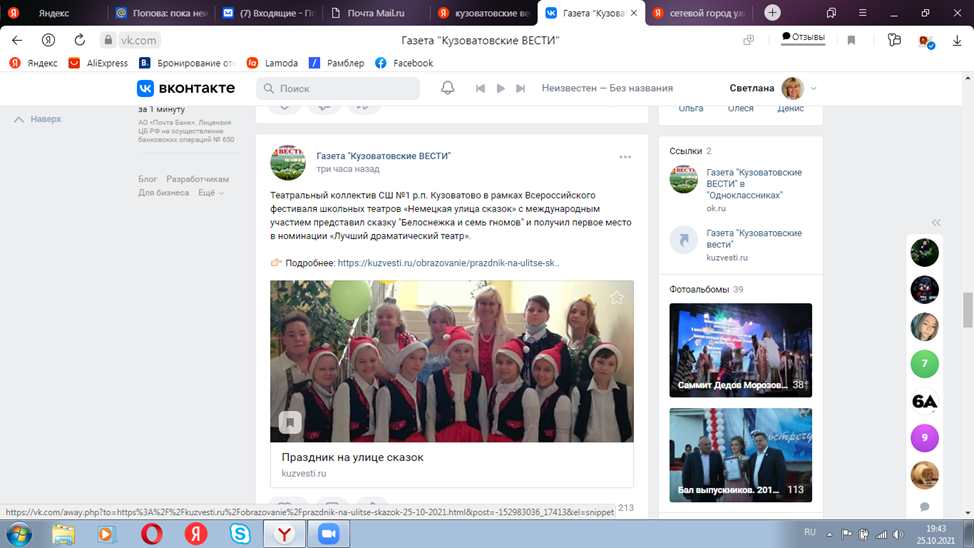 Яндекс
Попова: пока неи
(7) Входящие - По
Почта Mail.ru
кузоватовские ве
Газета "Кузоват
сетевой город ул
vk.com
Газета "Кузоватовские ВЕСТИ"
Отзывы
Яндекс
AliExpress
Бронирование от
Lamoda
Рамблер
Facebook
ВКОНТАКТЕ
Поиск
Неизвестен — Без названия
Светлана
Наверх
за 1 минуту
АО «Почта Банк». Лицензия
ЦБ РФ на осуществление
банковских операций № 650
Блог Разработчикам
Для бизнеса Ещё
Газета "Кузоватовские ВЕСТИ"
три часа назад
Театральный коллектив СШ №1 р.п. Кузоватово в рамках Всероссийского
фестиваля школьных театров «Немецкая улица сказок» с международным
участием представил сказку "Белоснежка и семь гномов" и получил первое место
в номинации «Лучший драматический театр».
Подробнее: https://kuzvesti.ru/obrazovanie/prazdnik-na-ulitse-sk..
Праздник на улице сказок
kuzvesti.ru
213
Ольга Олеся Денис
Ссылки 2
Газета "Кузоватовские
ВЕСТИ" в
"Одноклассниках"
ok.ru
Газета "Кузоватовские
вести"
kuzvesti.ru
Фотоальбомы 39
Саммит Дедов Морозов... 38
Бал выпускников. 201... 113
7
6A
9
https://vk.com/away.php?to=https%3A%2F%2Fkuzvesti.ru%2Fobrazovanie%2Fprazdnik-na-ulitse-skazok-25-10-2021.html&post=-152983036_17413&el=snippet
RU
19:43
25.10.2021